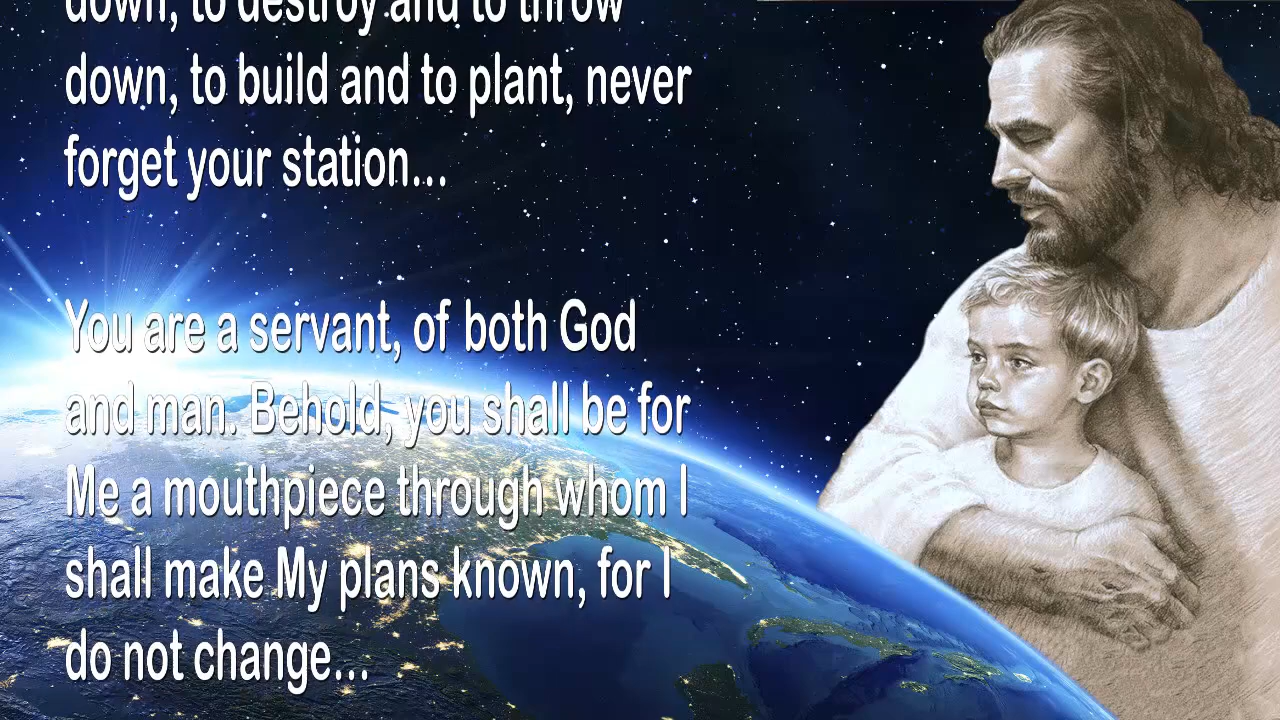 down, to destroy and to throw
down, to build and to plant, never
forget your station...
You are a servant, of both God
and man. Behold, you shall be for
Me a mouthpiece through whom I
shall make My plans known, for I
do not change...